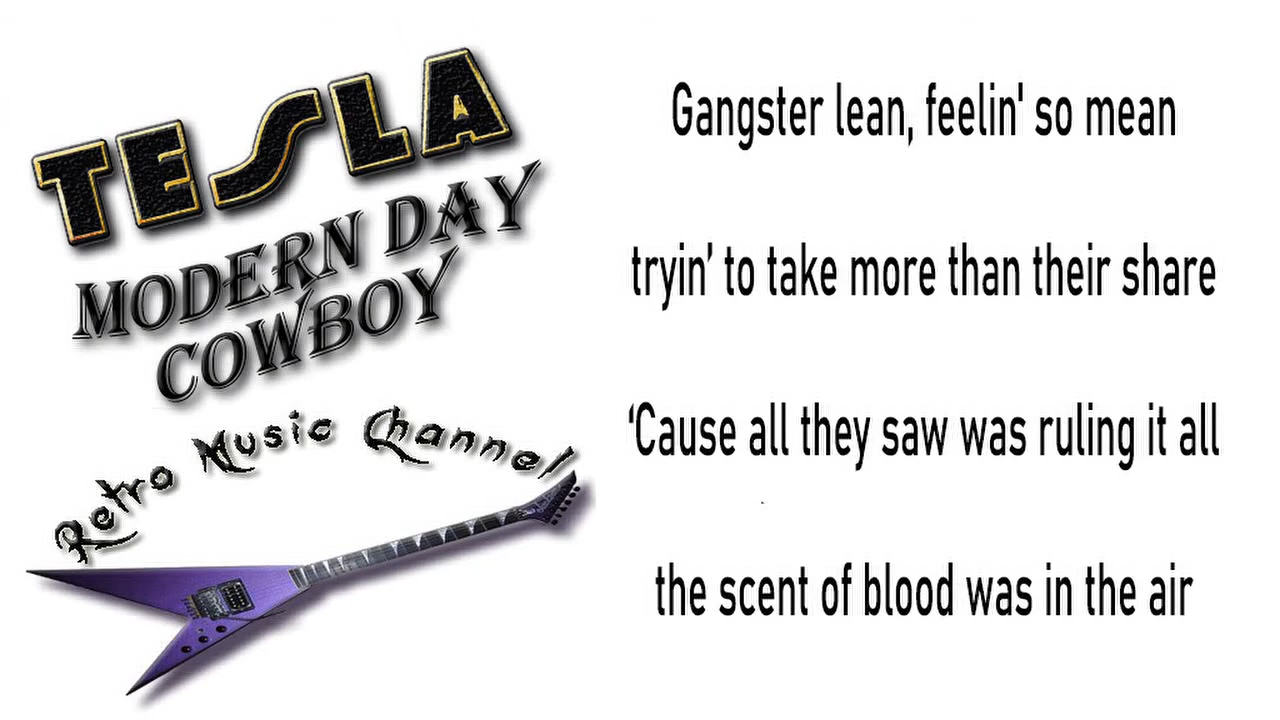 TESLA
MODERN DAY
COWBOY
Retro Music Channel
Gangster lean, feelin' so mean
tryin’ to take more than their share
‘Cause all they saw was ruling it all
the scent of blood was in the air